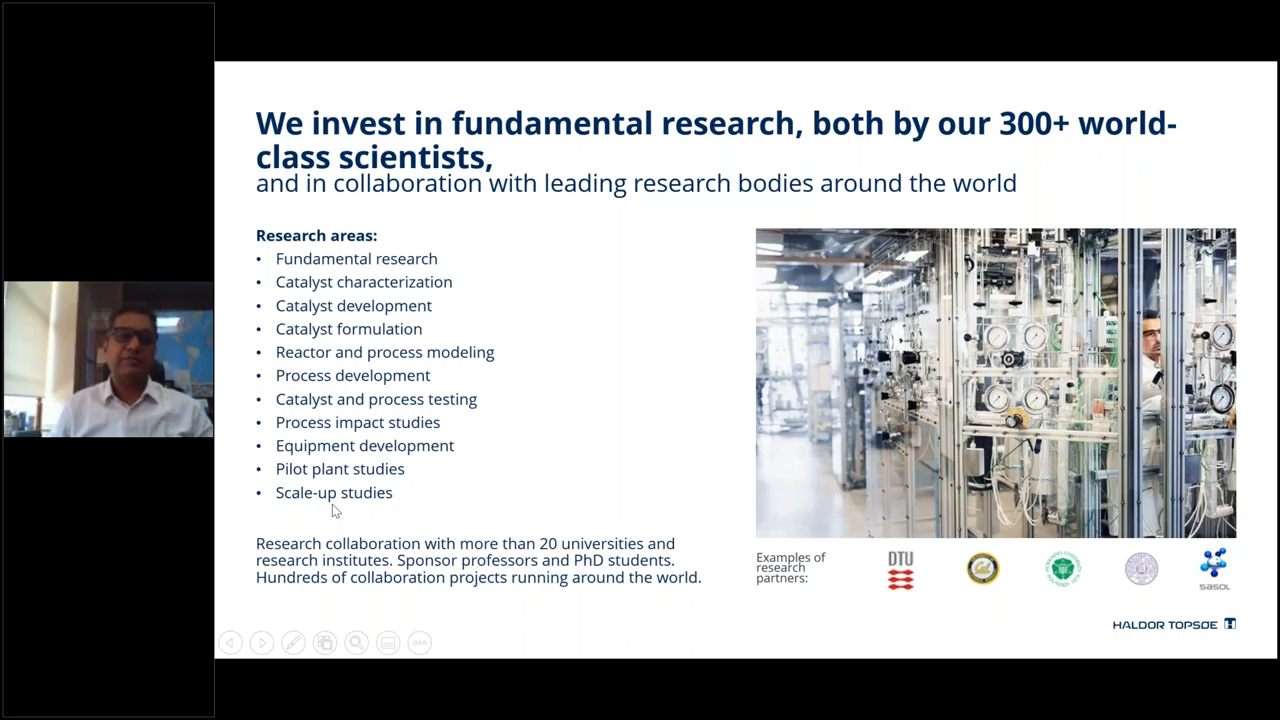 We invest in fundamental research, both by our 300+ world-
class scientists,
and in collaboration with leading research bodies around the world
Research areas:
• Fundamental research
• Catalyst characterization
• Catalyst development
• Catalyst formulation
• Reactor and process modeling
• Process development
• Catalyst and process testing
• Process impact studies
• Equipment development
• Pilot plant studies
• Scale-up studies
Research collaboration with more than 20 universities and
research institutes. Sponsor professors and PhD students.
Hundreds of collaboration projects running around the world.
Examples of
research
partners:
DTU
sasol
HALDOR TOPSØE